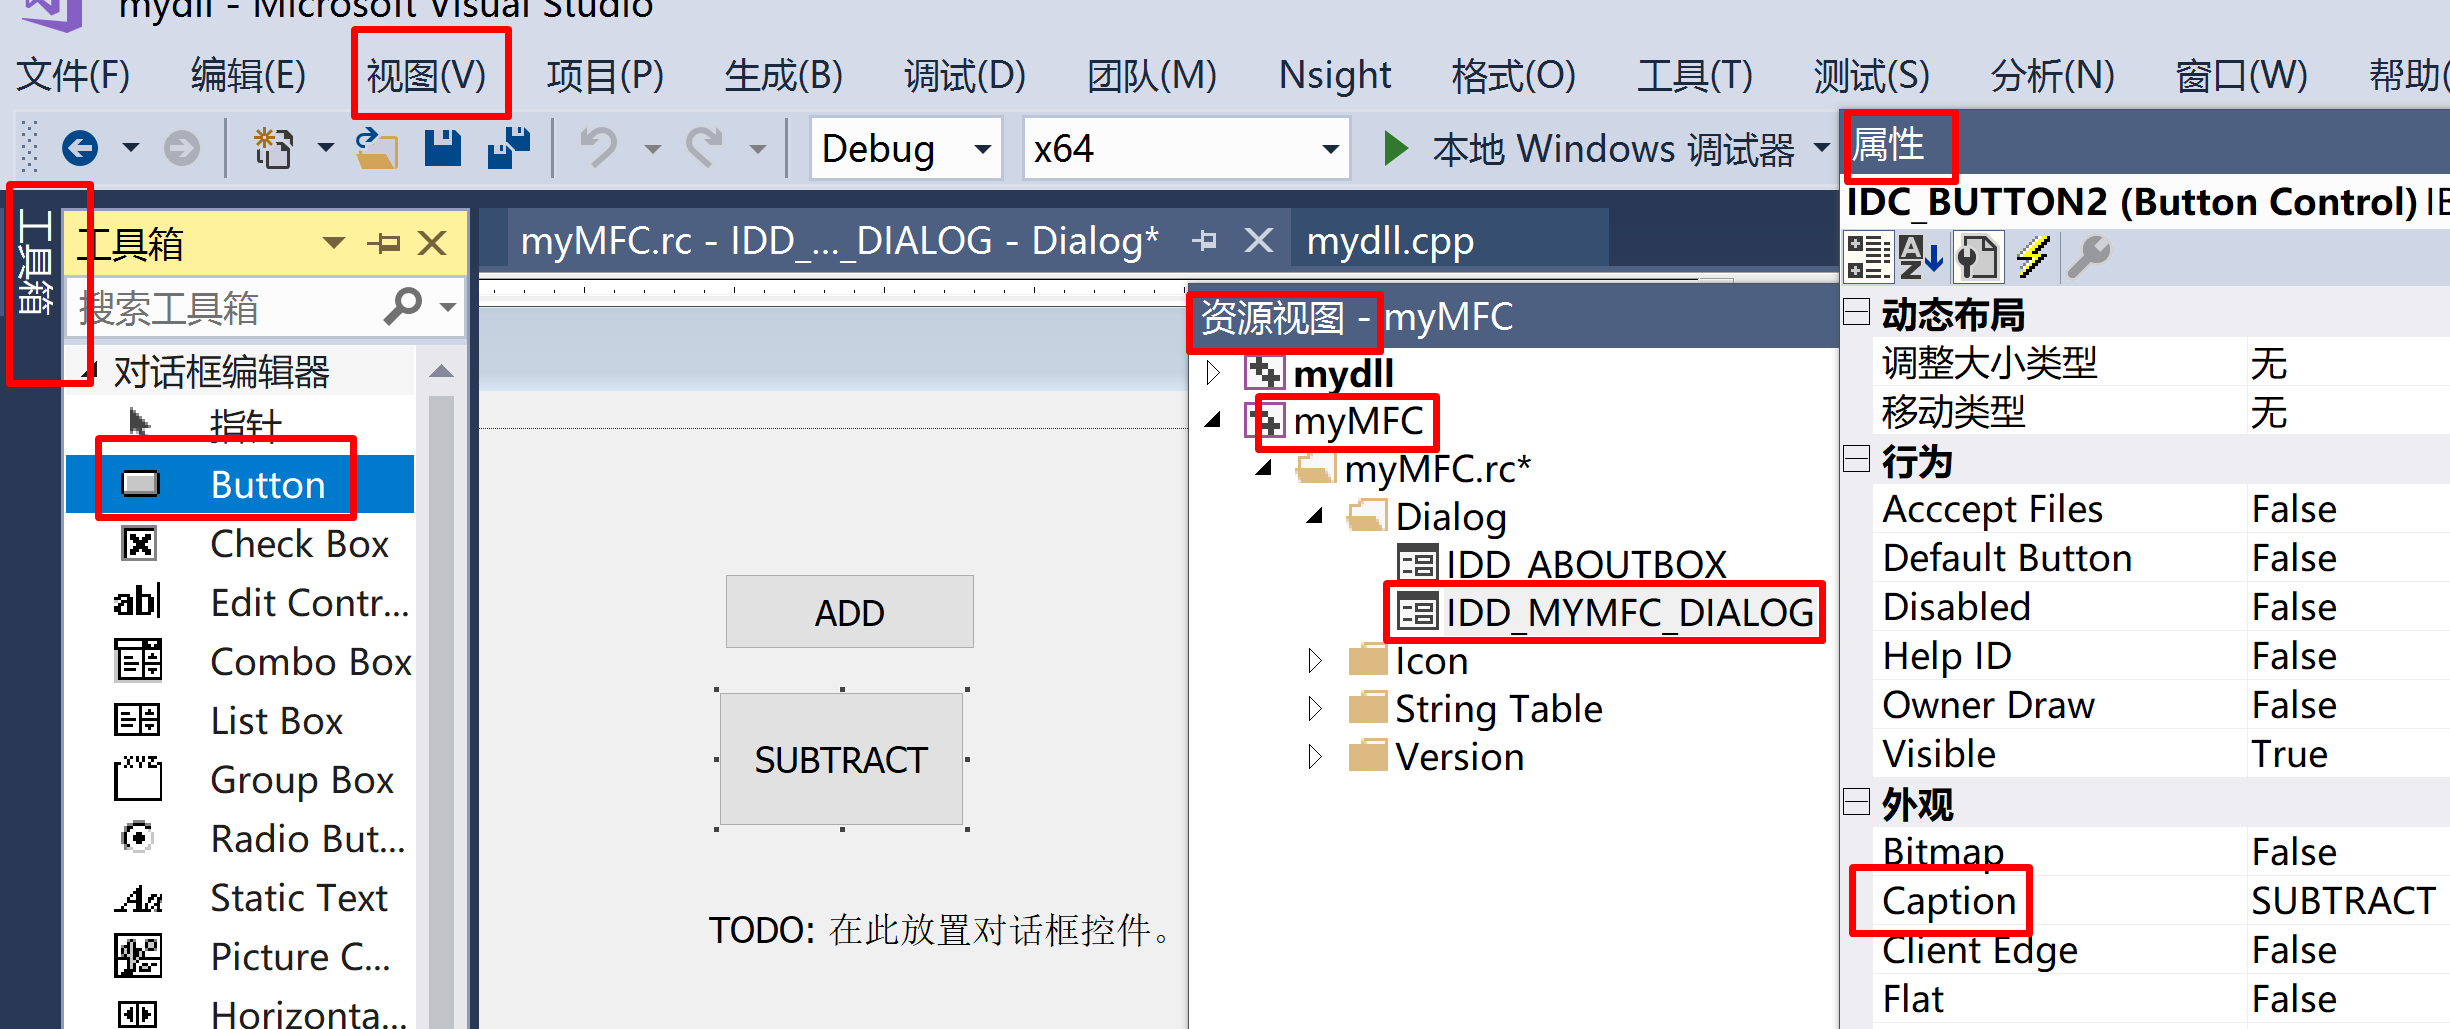 mydll - Microsoft Visual Studio
文件(F) 编辑(E) 视图(V) 项目(P) 生成(B) 调试(D) 团队(M) Nsight 格式(O) 工具(T) 测试(S) 分析(N) 窗口(W) 帮助(
Debug x64 本地 Windows 调试器
工具箱
工具箱
搜索工具箱
对话框编辑器
指针
Button
Check Box
Edit Contr...
Combo Box
List Box
Group Box
Radio But...
Static Text
Picture C...
Horizonta...
myMFC.rc - IDD_..._DIALOG - Dialog* mydll.cpp
ADD
SUBTRACT
TODO: 在此放置对话框控件。
资源视图 - myMFC
mydll
myMFC
myMFC.rc*
Dialog
IDD_ABOUTBOX
IDD_MYMFC_DIALOG
Icon
String Table
Version
属性
IDC_BUTTON2 (Button Control)
动态布局
调整大小类型 无
移动类型 无
行为
Acccept Files False
Default Button False
Disabled False
Help ID False
Owner Draw False
Visible True
外观
Bitmap False
Caption SUBTRACT
Client Edge False
Flat False